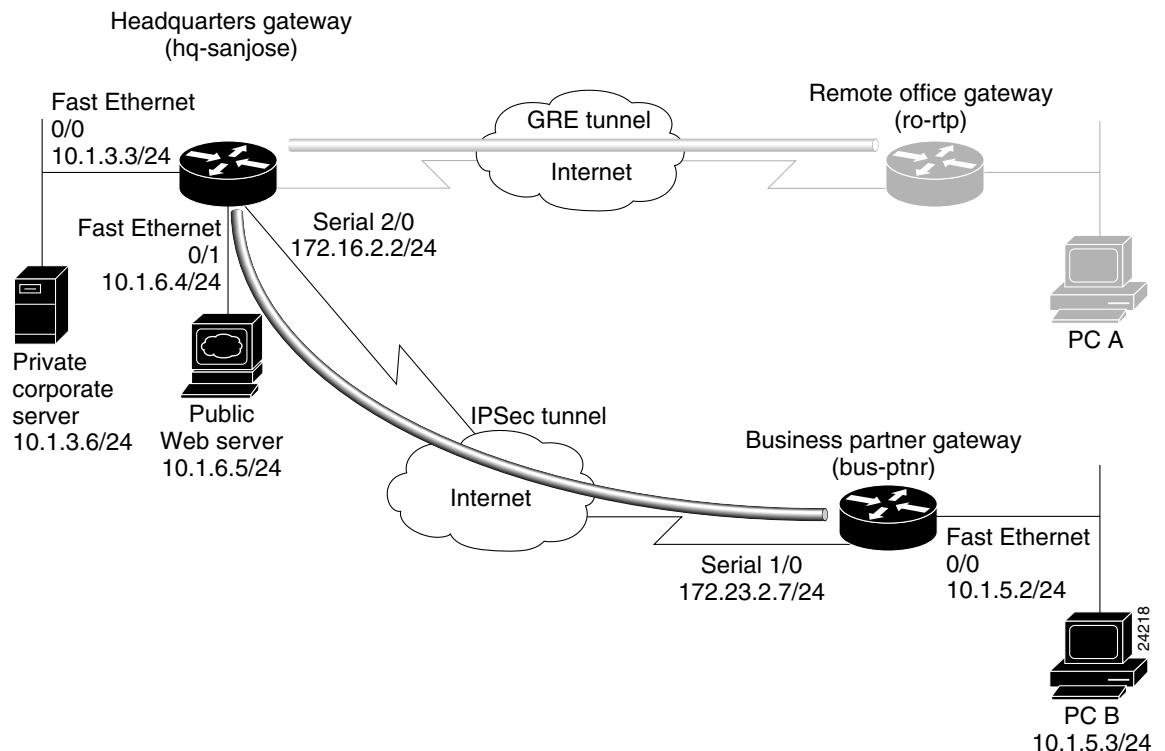 Headquarters gateway
(hq-sanjose)
Fast Ethernet
0/0
10.1.3.3/24
GRE tunnel
Internet
Remote office gateway
(ro-rtp)
Fast Ethernet
0/1
10.1.6.4/24
Serial 2/0
172.16.2.2/24
Private
corporate
server
10.1.3.6/24
Public
Web server
10.1.6.5/24
PC A
IPSec tunnel
Internet
Business partner gateway
(bus-ptnr)
Serial 1/0
172.23.2.7/24
Fast Ethernet
0/0
10.1.5.2/24
24218
PC B
10.1.5.3/24